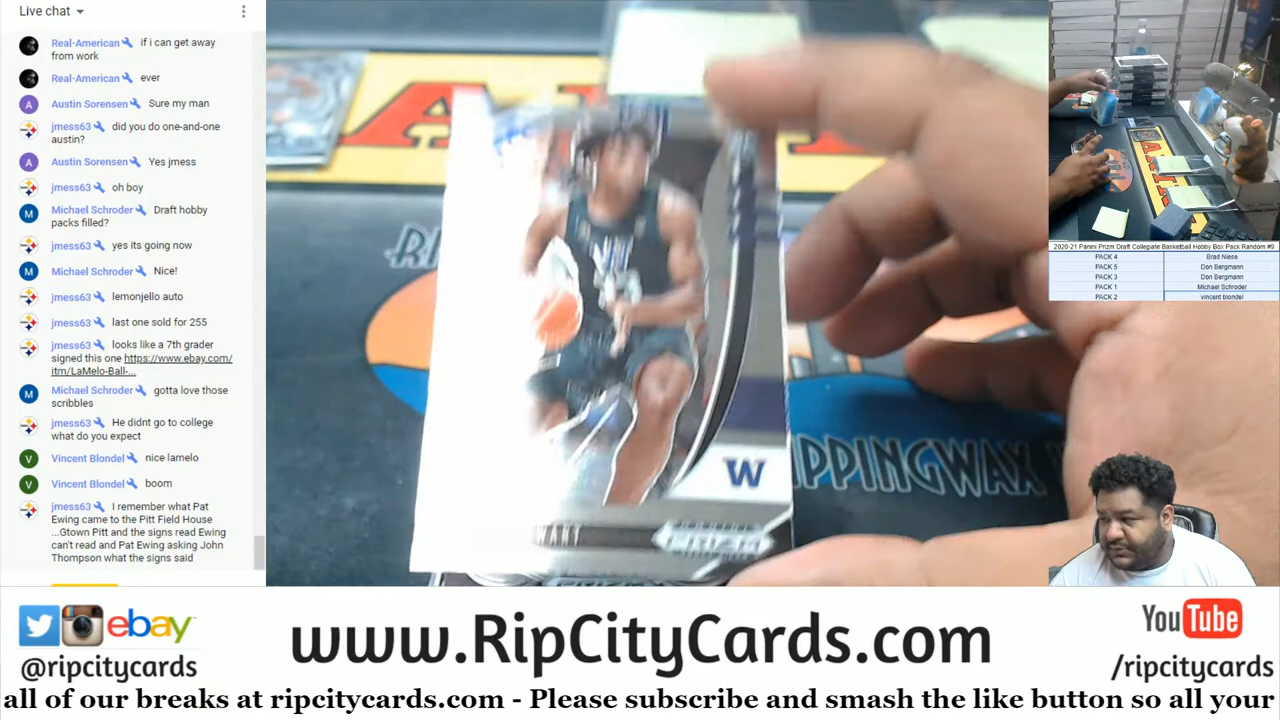 Live chat
Real-American if i can get away
from work
Real-American ever
A Austin Sorensen Sure my man
jmess63 did you do one-and-one
austin?
A Austin Sorensen Yes jmess
jmess63 oh boy
M Michael Schroder Draft hobby
packs filled?
jmess63 yes its going now
M Michael Schroder Nice!
jmess63 lemonjello auto
jmess63 last one sold for 255
jmess63 looks like a 7th grader
signed this one https://www.ebay.com/
itm/LaMelo-Ball-...
M Michael Schroder gotta love those
scribbles
jmess63 He didnt go to college
what do you expect
V Vincent Blondel nice lamelo
V Vincent Blondel boom
jmess63 I remember what Pat
Ewing came to the Pitt Field House
...Gtown Pitt and the signs read Ewing
can't read and Pat Ewing asking John
Thompson what the signs said
W
PRIZM
IPPINGWAX
2020-21 Panini Prizm Draft Collegiate Basketball Hobby Box Pack Random #9
PACK 4 Brad Niese
PACK 5 Don Bergmann
PACK 3 Don Bergmann
PACK 1 Michael Schroder
PACK 2 vincent blondel
ebay
@ripcitycards
www.RipCityCards.com
YouTube
/ripcitycards
all of our breaks at ripcitycards.com - Please subscribe and smash the like button so all your